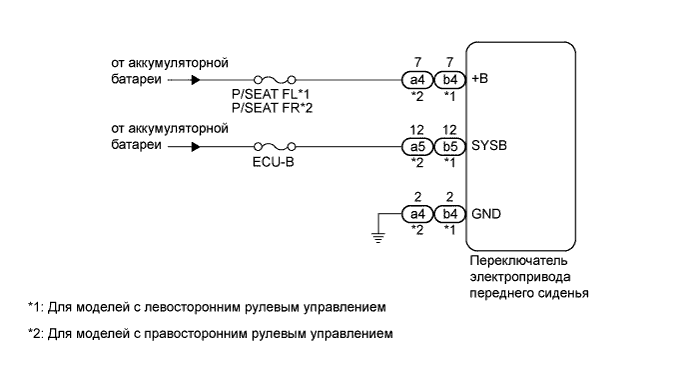 от аккумуляторной
батареи
P/SEAT FL*1
P/SEAT FR*2
7 7
a4 b4 +B
*2 *1
от аккумуляторной
батареи
ECU-B
12 12
a5 b5 SYSB
*2 *1
2 2
a4 b4 GND
*2 *1
Переключатель
электропривода
переднего сиденья
*1: Для моделей с левосторонним рулевым управлением
*2: Для моделей с правосторонним рулевым управлением